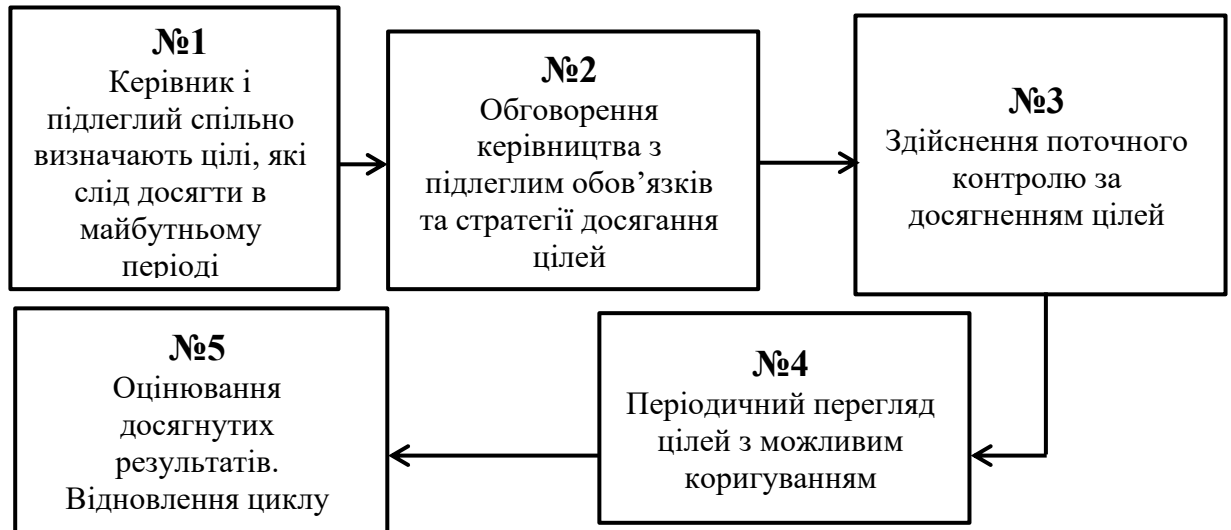 №1
Керівник і
підлеглий спільно
визначають цілі, які
слід досягти в
майбутньому
періоді
№2
Обговорення
керівництва з
підлеглим обов’язків
та стратегії досягання
цілей
№3
Здійснення поточного
контролю за
досягненням цілей
№4
Періодичний перегляд
цілей з можливим
коригуванням
№5
Оцінювання
досягнутих
результатів.
Відновлення циклу